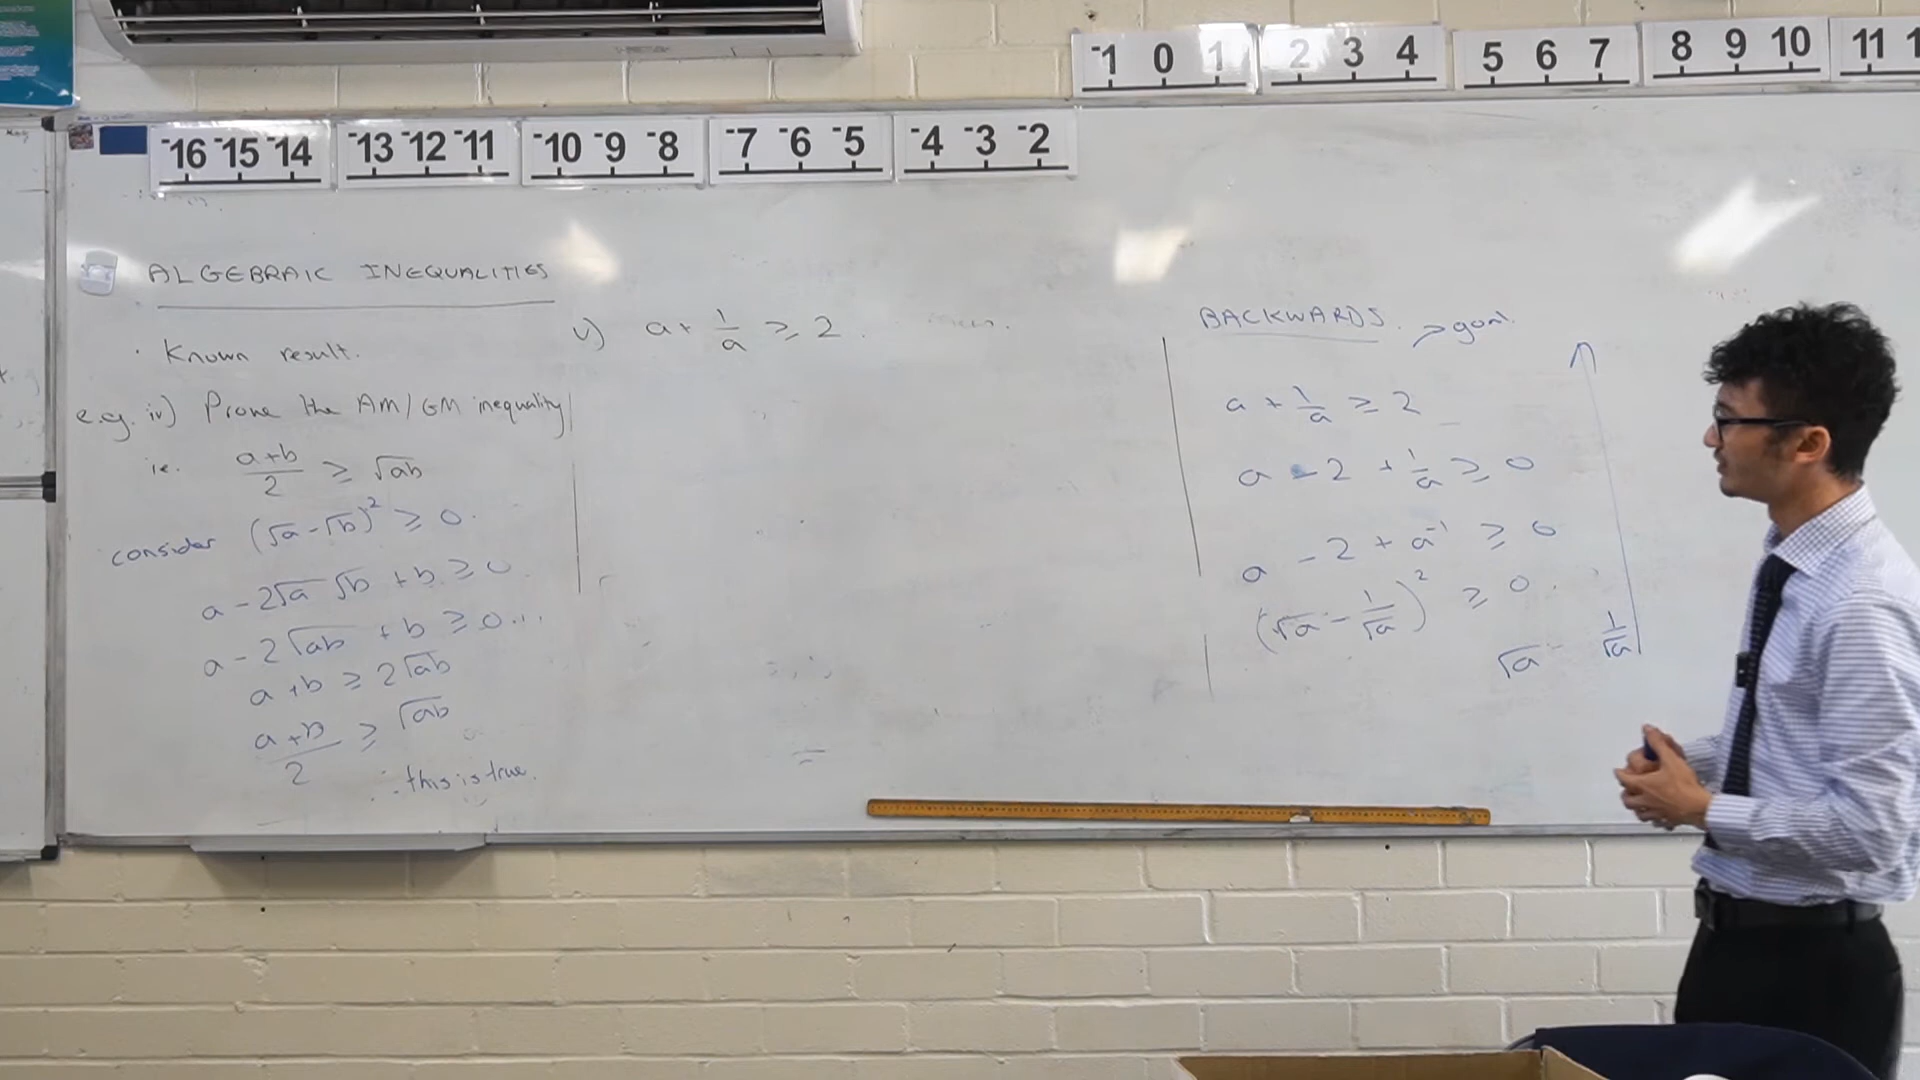 -1 0 1 2 3 4 5 6 7 8 9 10 11
-16 -15 -14 -13 -12 -11 -10 -9 -8 -7 -6 -5 -4 -3 -2
ALGEBRAIC INEQUALITIES
· Known result.
e.g. iv) Prove the AM/GM inequality
ie. (a+b)/2 ≥ √ab
consider (√a-√b)² ≥ 0.
a - 2√a √b + b ≥ 0
a - 2√ab + b ≥ 0...
a + b ≥ 2√ab
(a+b)/2 ≥ √ab
∴ this is true.
v) a + 1/a ≥ 2.
BACKWARDS. > goal.
a + 1/a ≥ 2
a - 2 + 1/a ≥ 0
a - 2 + a⁻¹ ≥ 0
(√a - 1/√a)² ≥ 0.
√a - 1/√a